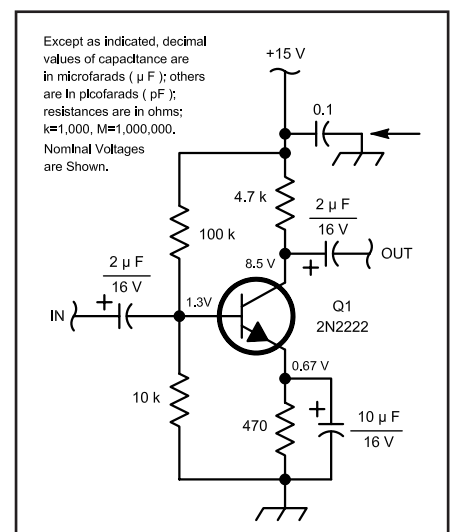 Except as indicated, decimal
values of capacitance are
in microfarads ( µ F ); others
are in picofarads ( pF );
resistances are in ohms;
k=1,000, M=1,000,000.
Nominal Voltages
are Shown.
+15 V
0.1
4.7 k
2 µ F
16 V
100 k
+
OUT
8.5 V
2 µ F
16 V
+
IN
1.3V
Q1
2N2222
0.67 V
10 k
470
+
10 µ F
16 V